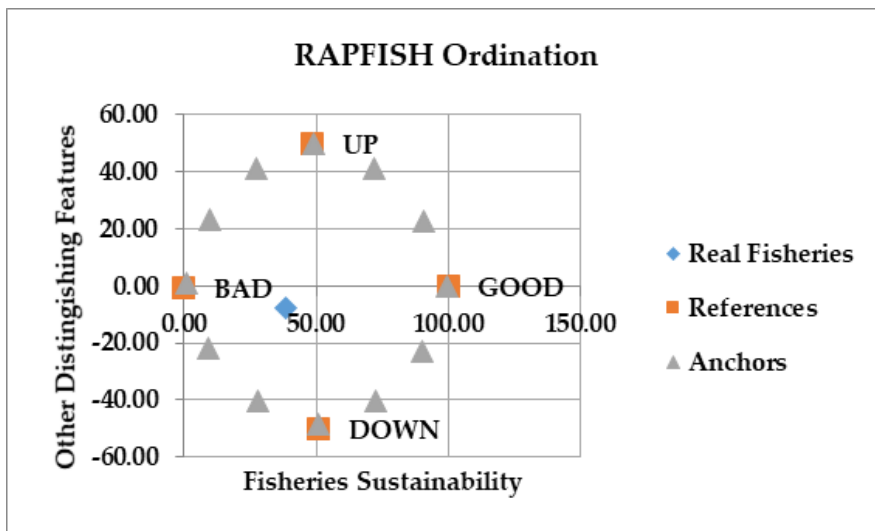 RAPFISH Ordination
60.00
UP
40.00
20.00
0.00
BAD
GOOD
0.00 50.00 100.00 150.00
-20.00
-40.00
DOWN
-60.00
Other Distingishing Features
Fisheries Sustainability
Real Fisheries
References
Anchors